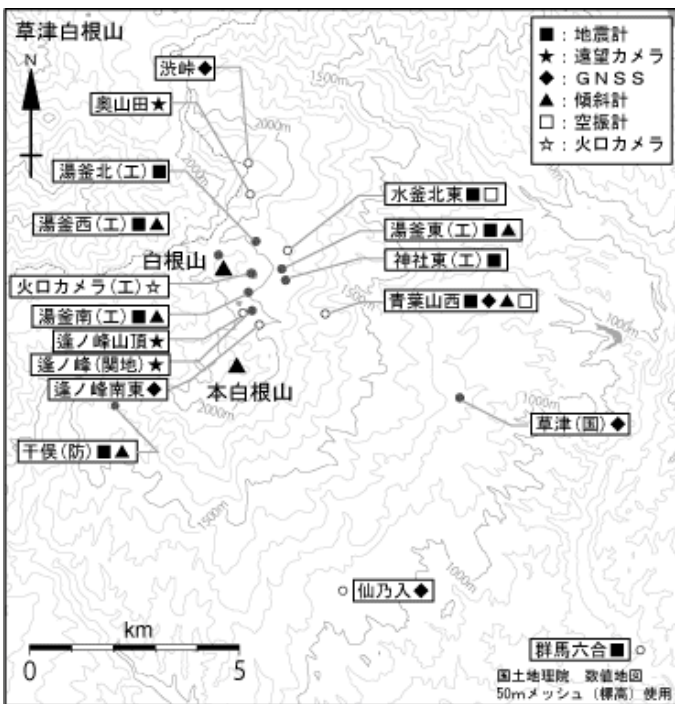 草津白根山
N
■：地震計
★：遠望カメラ
◆：ＧＮＳＳ
▲：傾斜計
□：空振計
☆：火口カメラ
渋峠◆
1500m
奥山田★
2000m
湯釜北(工)■
2000m
水釜北東■□
湯釜西(工)■▲
湯釜東(工)■▲
白根山
神社東(工)■
火口カメラ(工)☆
青葉山西■◆▲□
1500m
湯釜南(工)■▲
1000m
逢ノ峰山頂★
逢ノ峰(関地)★
逢ノ峰南東◆
本白根山
2000m
1000m
草津(国)◆
干俣(防)■▲
1500m
1000m
仙乃入◆
km
0 5
群馬六合■
国土地理院 数値地図
50mメッシュ（標高）使用